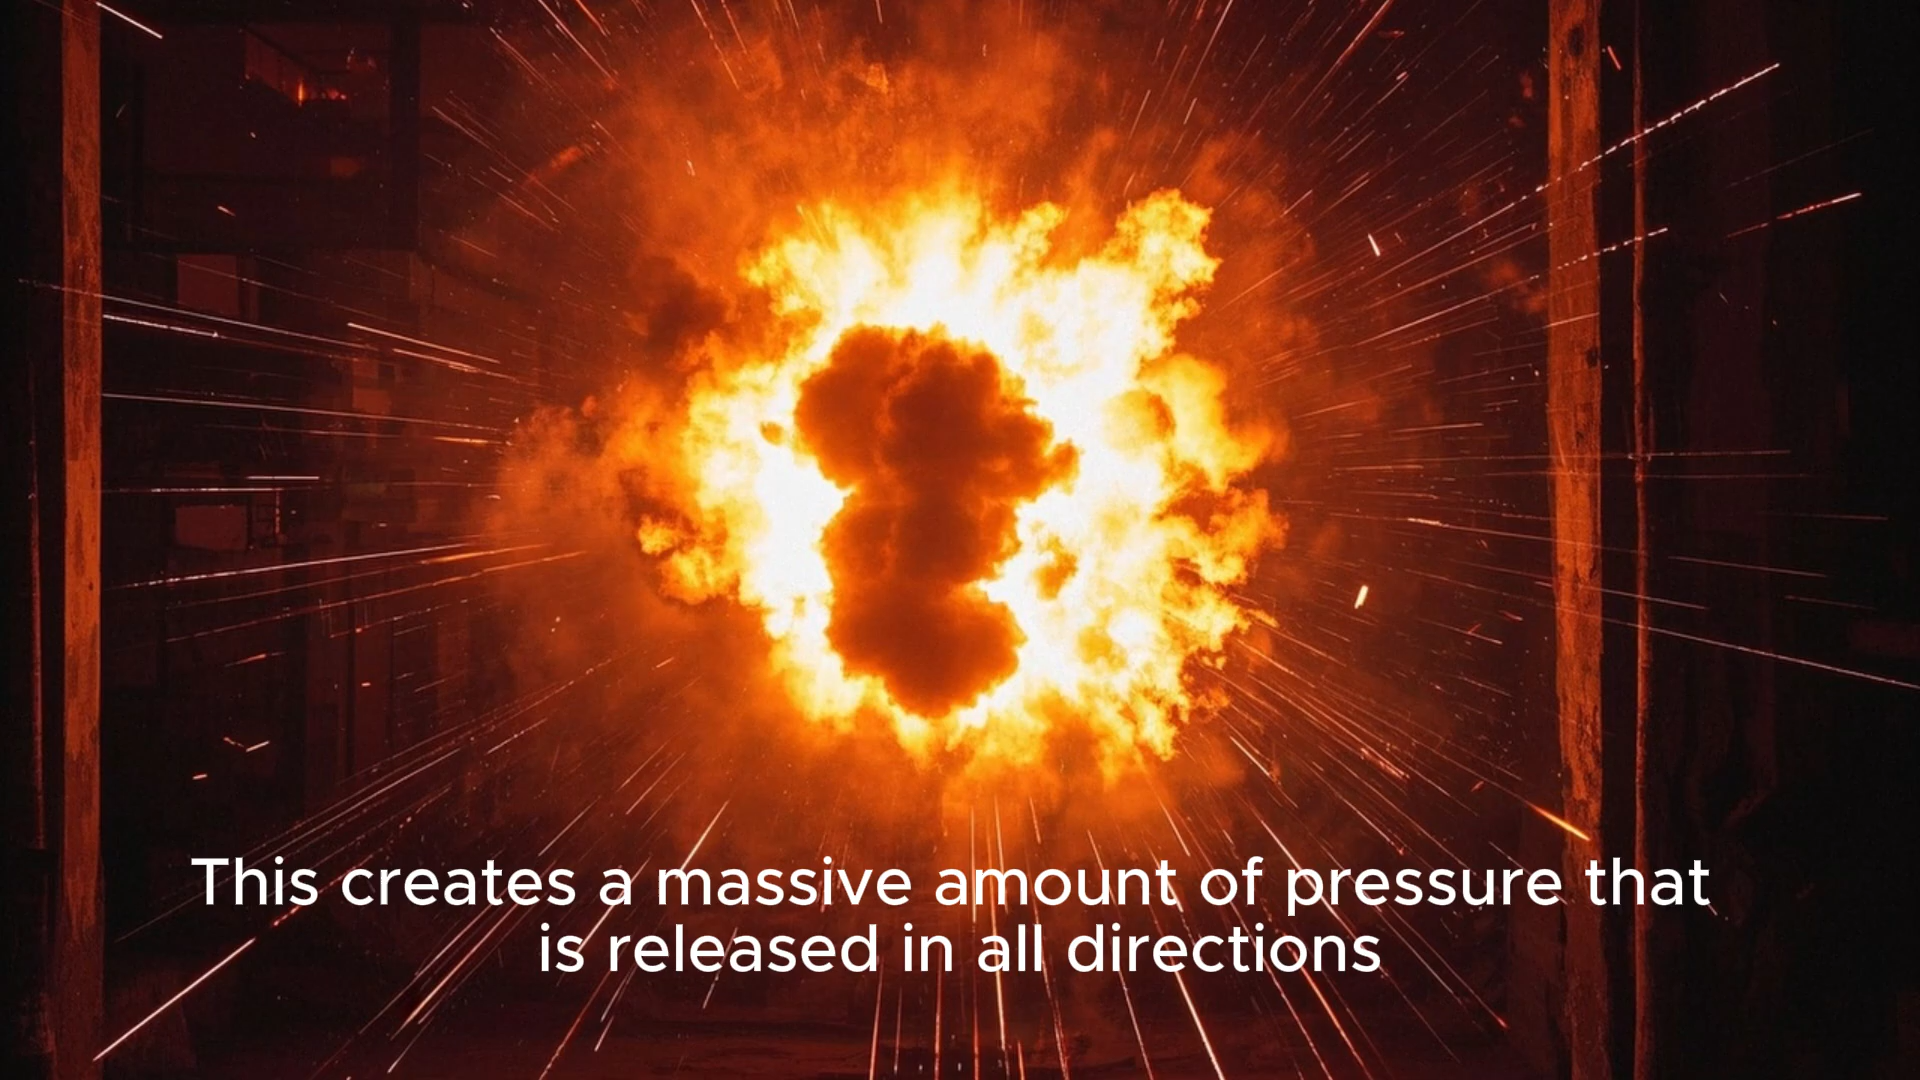 This creates a massive amount of pressure that
is released in all directions